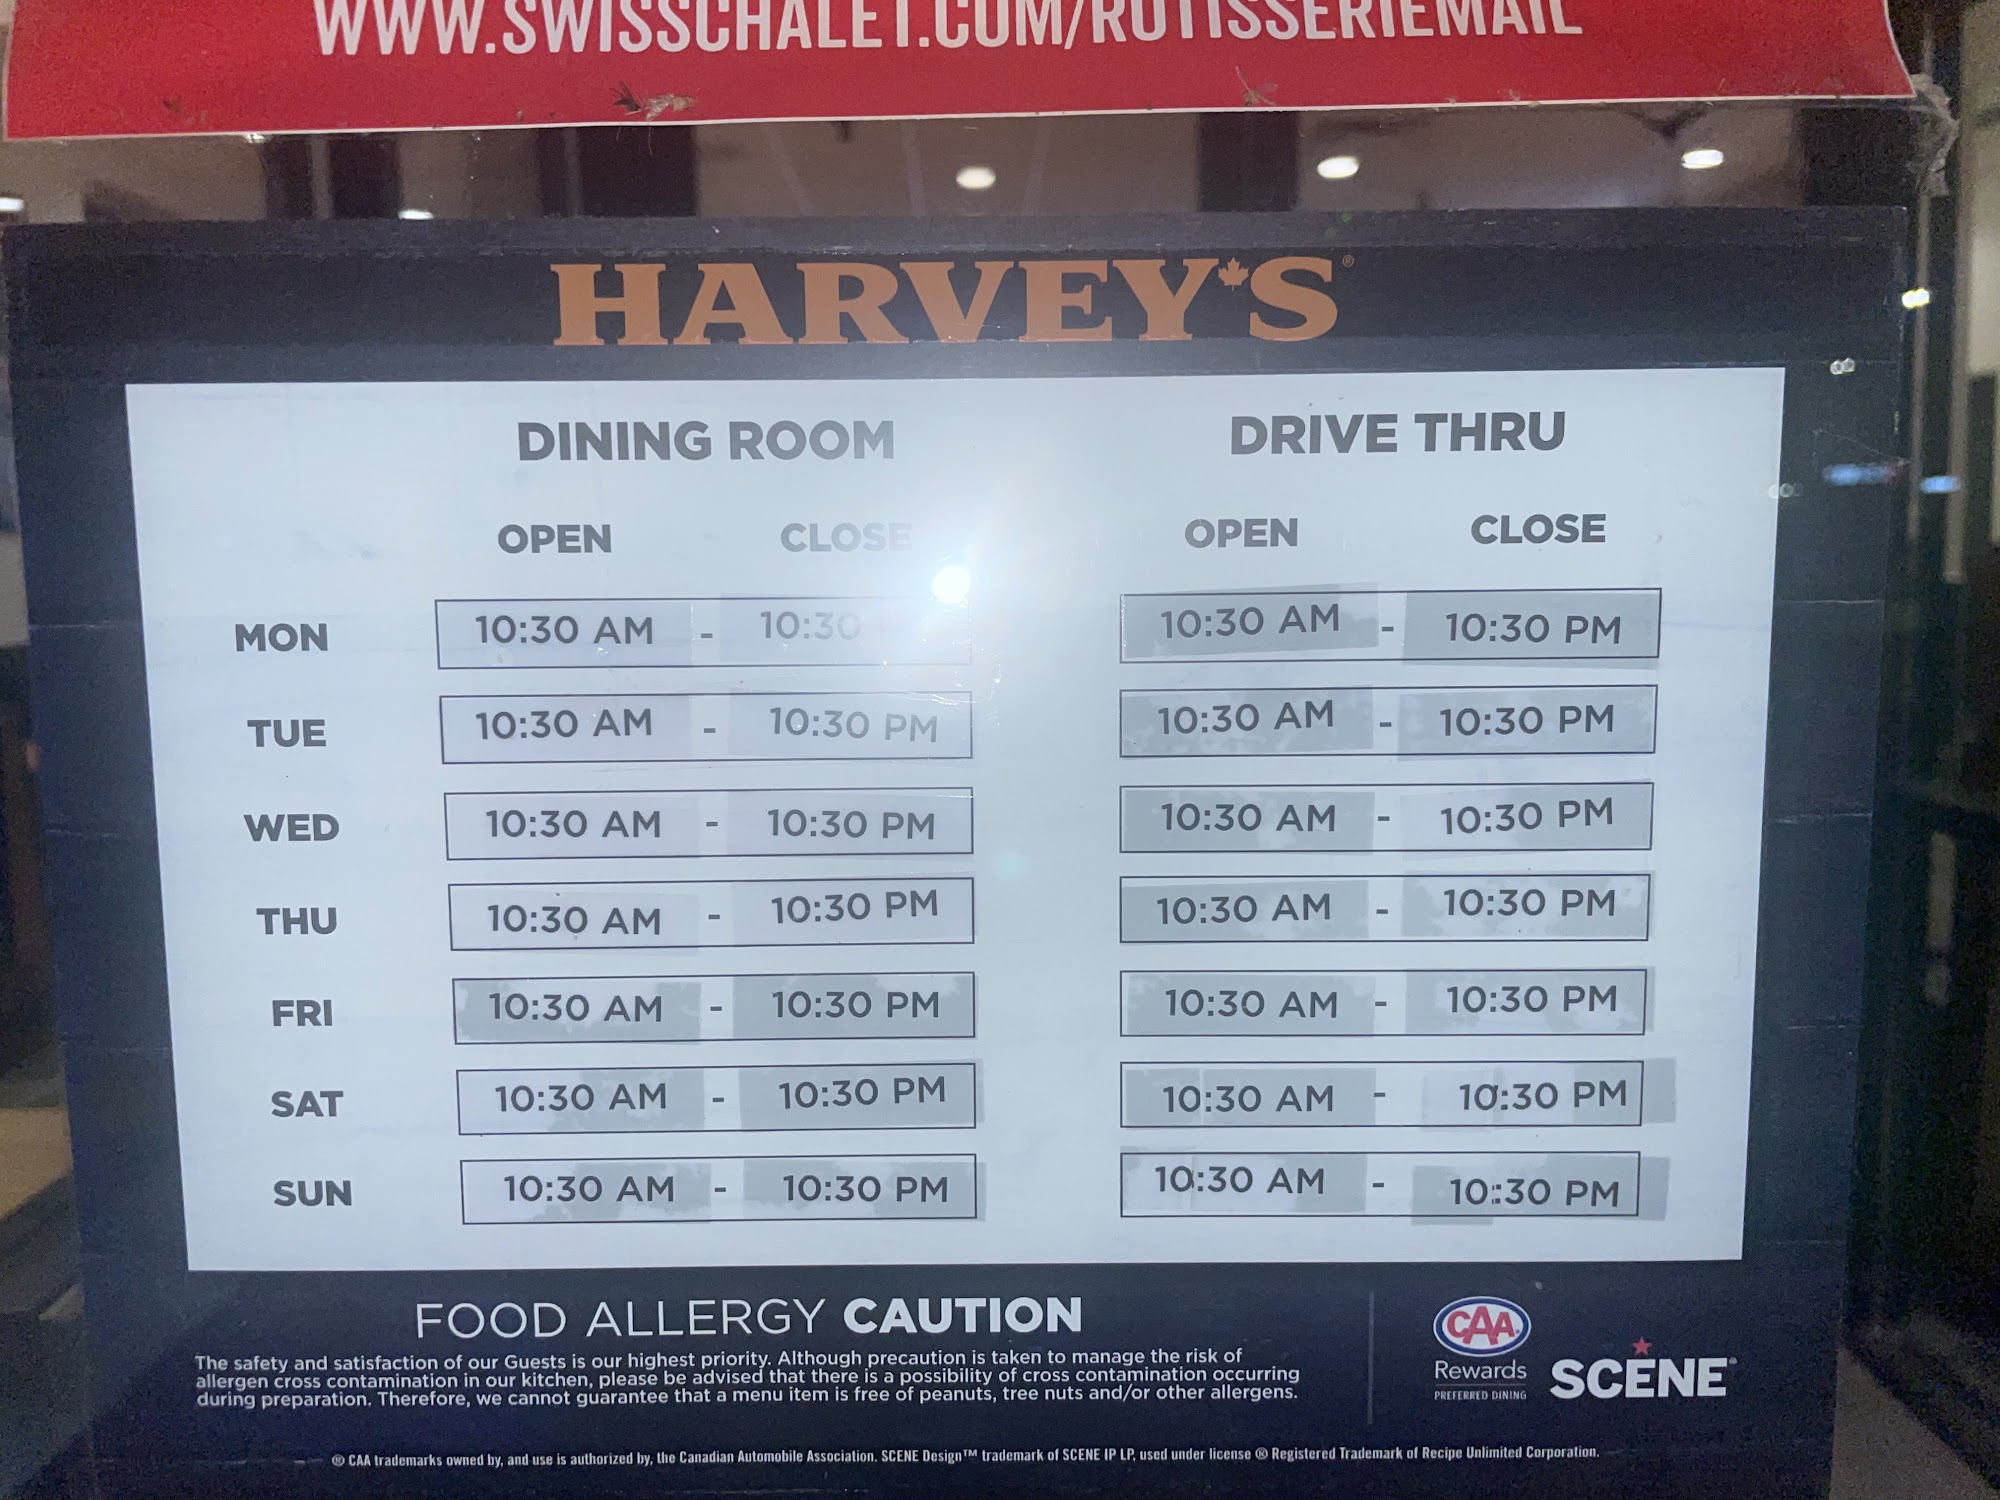 WWW.SWISSCHALET.COM/ROTISSERIEMAIL
HARVEY'S®
DINING ROOM DRIVE THRU
OPEN CLOSE OPEN CLOSE
MON 10:30 AM - 10:30 10:30 AM - 10:30 PM
TUE 10:30 AM - 10:30 PM 10:30 AM - 10:30 PM
WED 10:30 AM - 10:30 PM 10:30 AM - 10:30 PM
THU 10:30 AM - 10:30 PM 10:30 AM - 10:30 PM
FRI 10:30 AM - 10:30 PM 10:30 AM - 10:30 PM
SAT 10:30 AM - 10:30 PM 10:30 AM - 10:30 PM
SUN 10:30 AM - 10:30 PM 10:30 AM - 10:30 PM
FOOD ALLERGY CAUTION
The safety and satisfaction of our Guests is our highest priority. Although precaution is taken to manage the risk of
allergen cross contamination in our kitchen, please be advised that there is a possibility of cross contamination occurring
during preparation. Therefore, we cannot guarantee that a menu item is free of peanuts, tree nuts and/or other allergens.
CAA
Rewards
PREFERRED DINING
SCENE®
® CAA trademarks owned by, and use is authorized by, the Canadian Automobile Association. SCENE Design™ trademark of SCENE IP LP, used under license ® Registered Trademark of Recipe Unlimited Corporation.